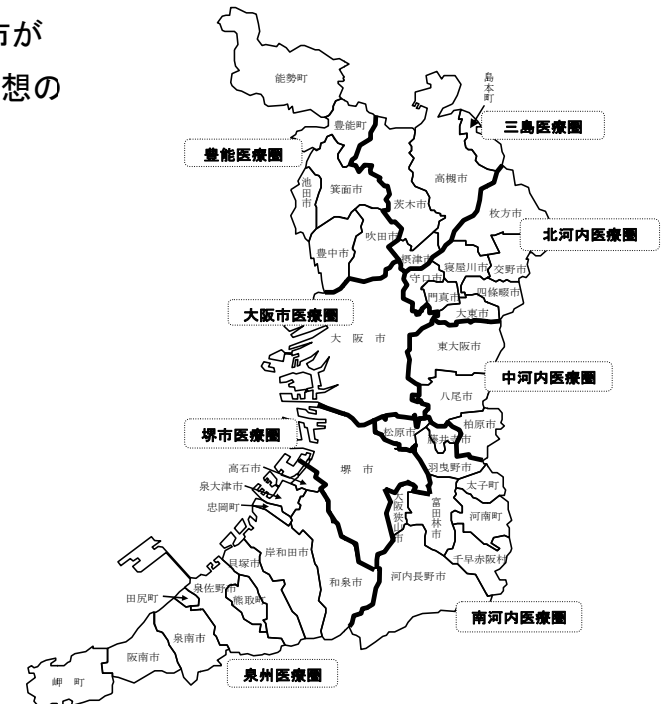 市が
想の
能勢町
島本町
三島医療圏
豊能町
豊能医療圏
高槻市
池田市
箕面市
茨木市
枚方市
吹田市
北河内医療圏
豊中市
摂津市
寝屋川市
交野市
守口市
門真市
四條畷市
大阪市医療圏
大東市
大阪市
東大阪市
中河内医療圏
八尾市
柏原市
堺市医療圏
松原市
藤井寺市
高石市
堺市
羽曳野市
泉大津市
太子町
忠岡町
大阪狭山市
富田林市
河南町
岸和田市
貝塚市
千早赤阪村
和泉市
河内長野市
泉佐野市
熊取町
田尻町
南河内医療圏
泉南市
阪南市
泉州医療圏
岬町